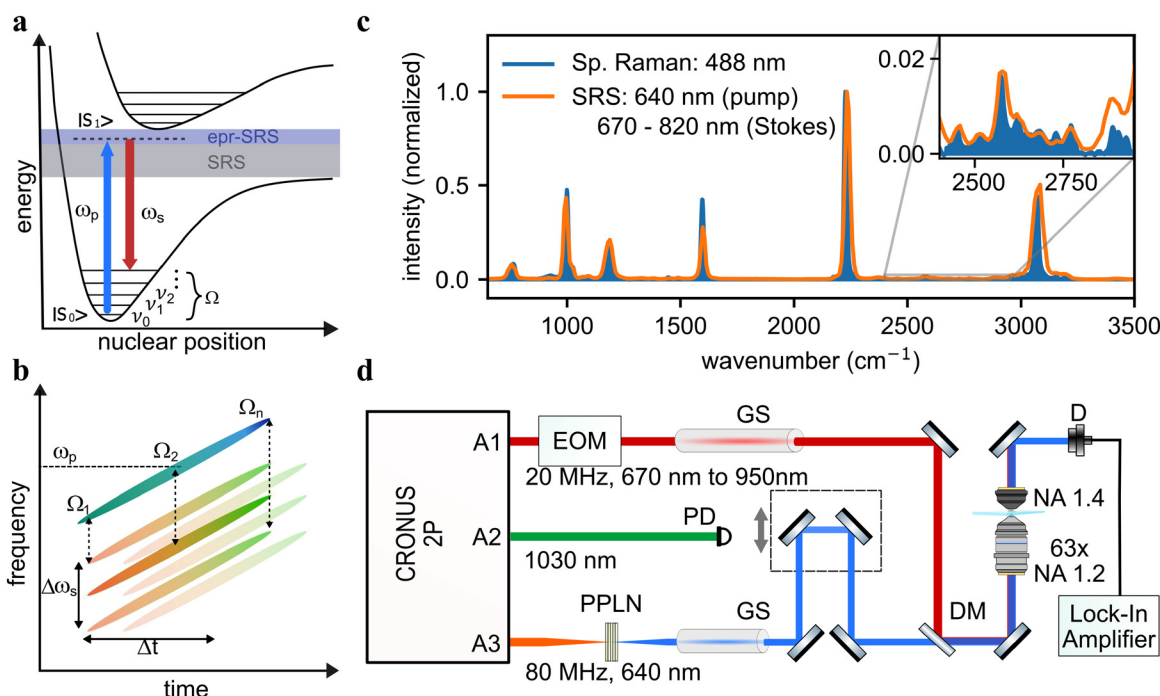 a
energy
|S₁>
epr-SRS
SRS
ωₚ
ωₛ
|S₀>
ν₀
ν₁
ν₂
Ω
nuclear position
b
frequency
ωₚ
Ω₁
Ω₂
Ωₙ
Δωₛ
Δt
time
c
intensity (normalized)
1.0
0.5
0.0
Sp. Raman: 488 nm
SRS: 640 nm (pump)
670 - 820 nm (Stokes)
0.02
0.00
2500 2750
1000 1500 2000 2500 3000 3500
wavenumber (cm⁻¹)
d
CRONUS
2P
A1
EOM
GS
20 MHz, 670 nm to 950nm
A2
1030 nm
PD
A3
PPLN
GS
80 MHz, 640 nm
DM
D
NA 1.4
63x
NA 1.2
Lock-In
Amplifier